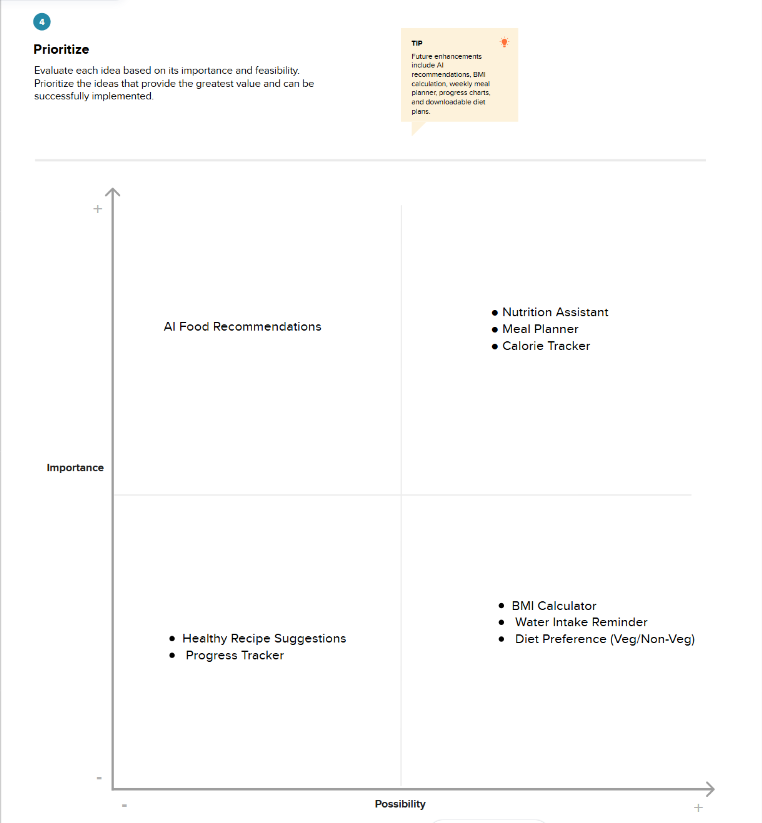 4
Prioritize
Evaluate each idea based on its importance and feasibility.
Prioritize the ideas that provide the greatest value and can be
successfully implemented.
TIP
Future enhancements
include AI
recommendations, BMI
calculation, weekly meal
planner, progress charts,
and downloadable diet
plans.
+
AI Food Recommendations
● Nutrition Assistant
● Meal Planner
● Calorie Tracker
Importance
● Healthy Recipe Suggestions
● Progress Tracker
● BMI Calculator
● Water Intake Reminder
● Diet Preference (Veg/Non-Veg)
-
-
Possibility
+